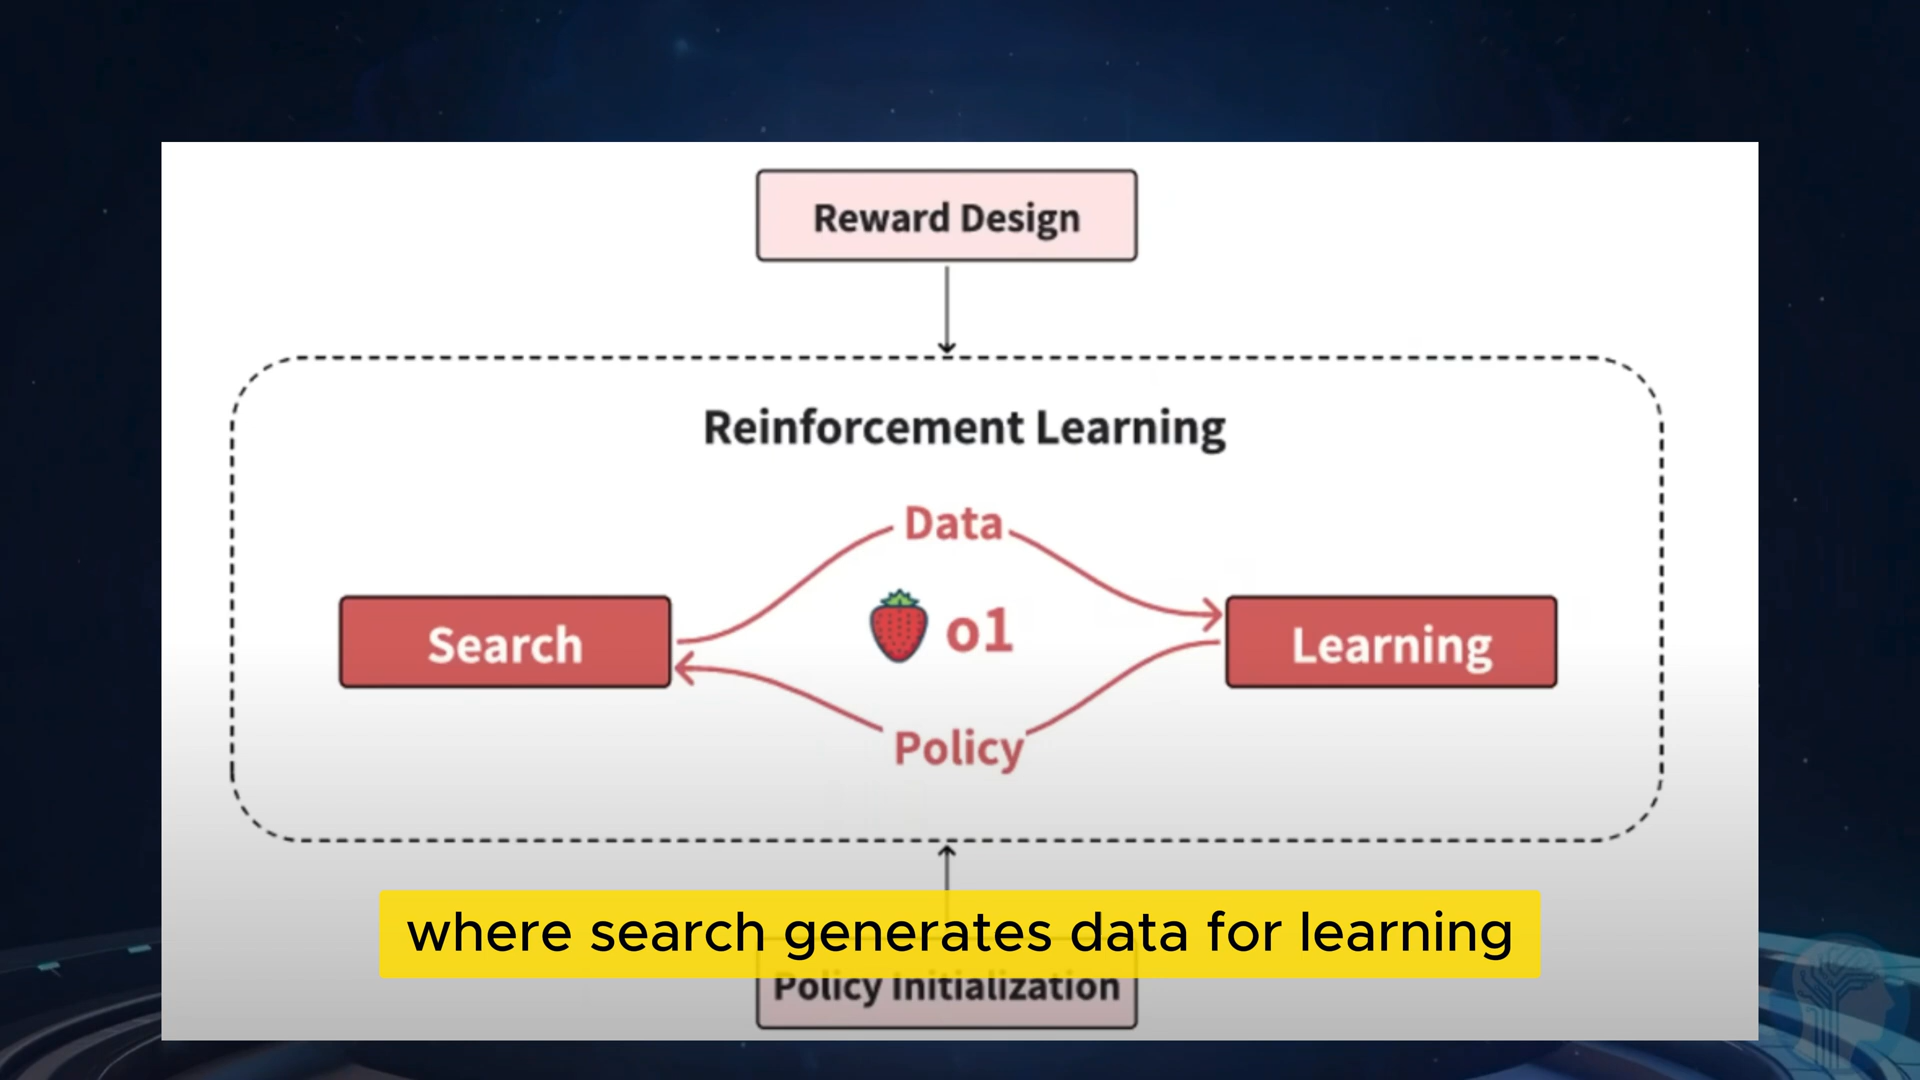 Reward Design
Reinforcement Learning
Data
o1
Search
Learning
Policy
where search generates data for learning
Policy Initialization